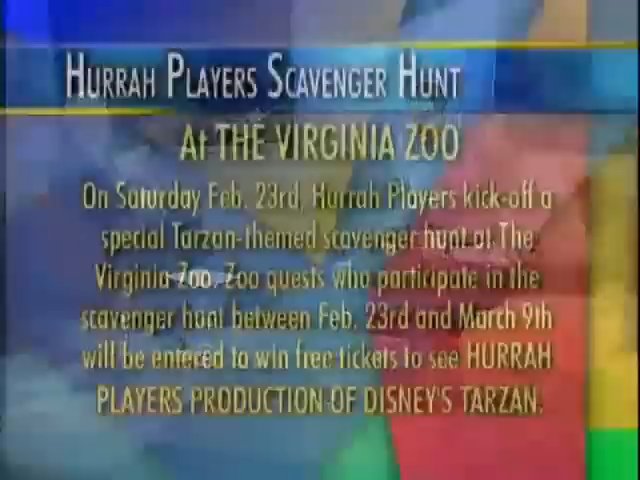 HURRAH PLAYERS SCAVENGER HUNT
At THE VIRGINIA ZOO
On Saturday Feb. 23rd, Hurrah Players kick-off a
special Tarzan-themed scavenger hunt at The
Virginia Zoo. Zoo quests who participate in the
scavenger hunt between Feb. 23rd and March 9th
will be entered to win free tickets to see HURRAH
PLAYERS PRODUCTION OF DISNEY'S TARZAN.